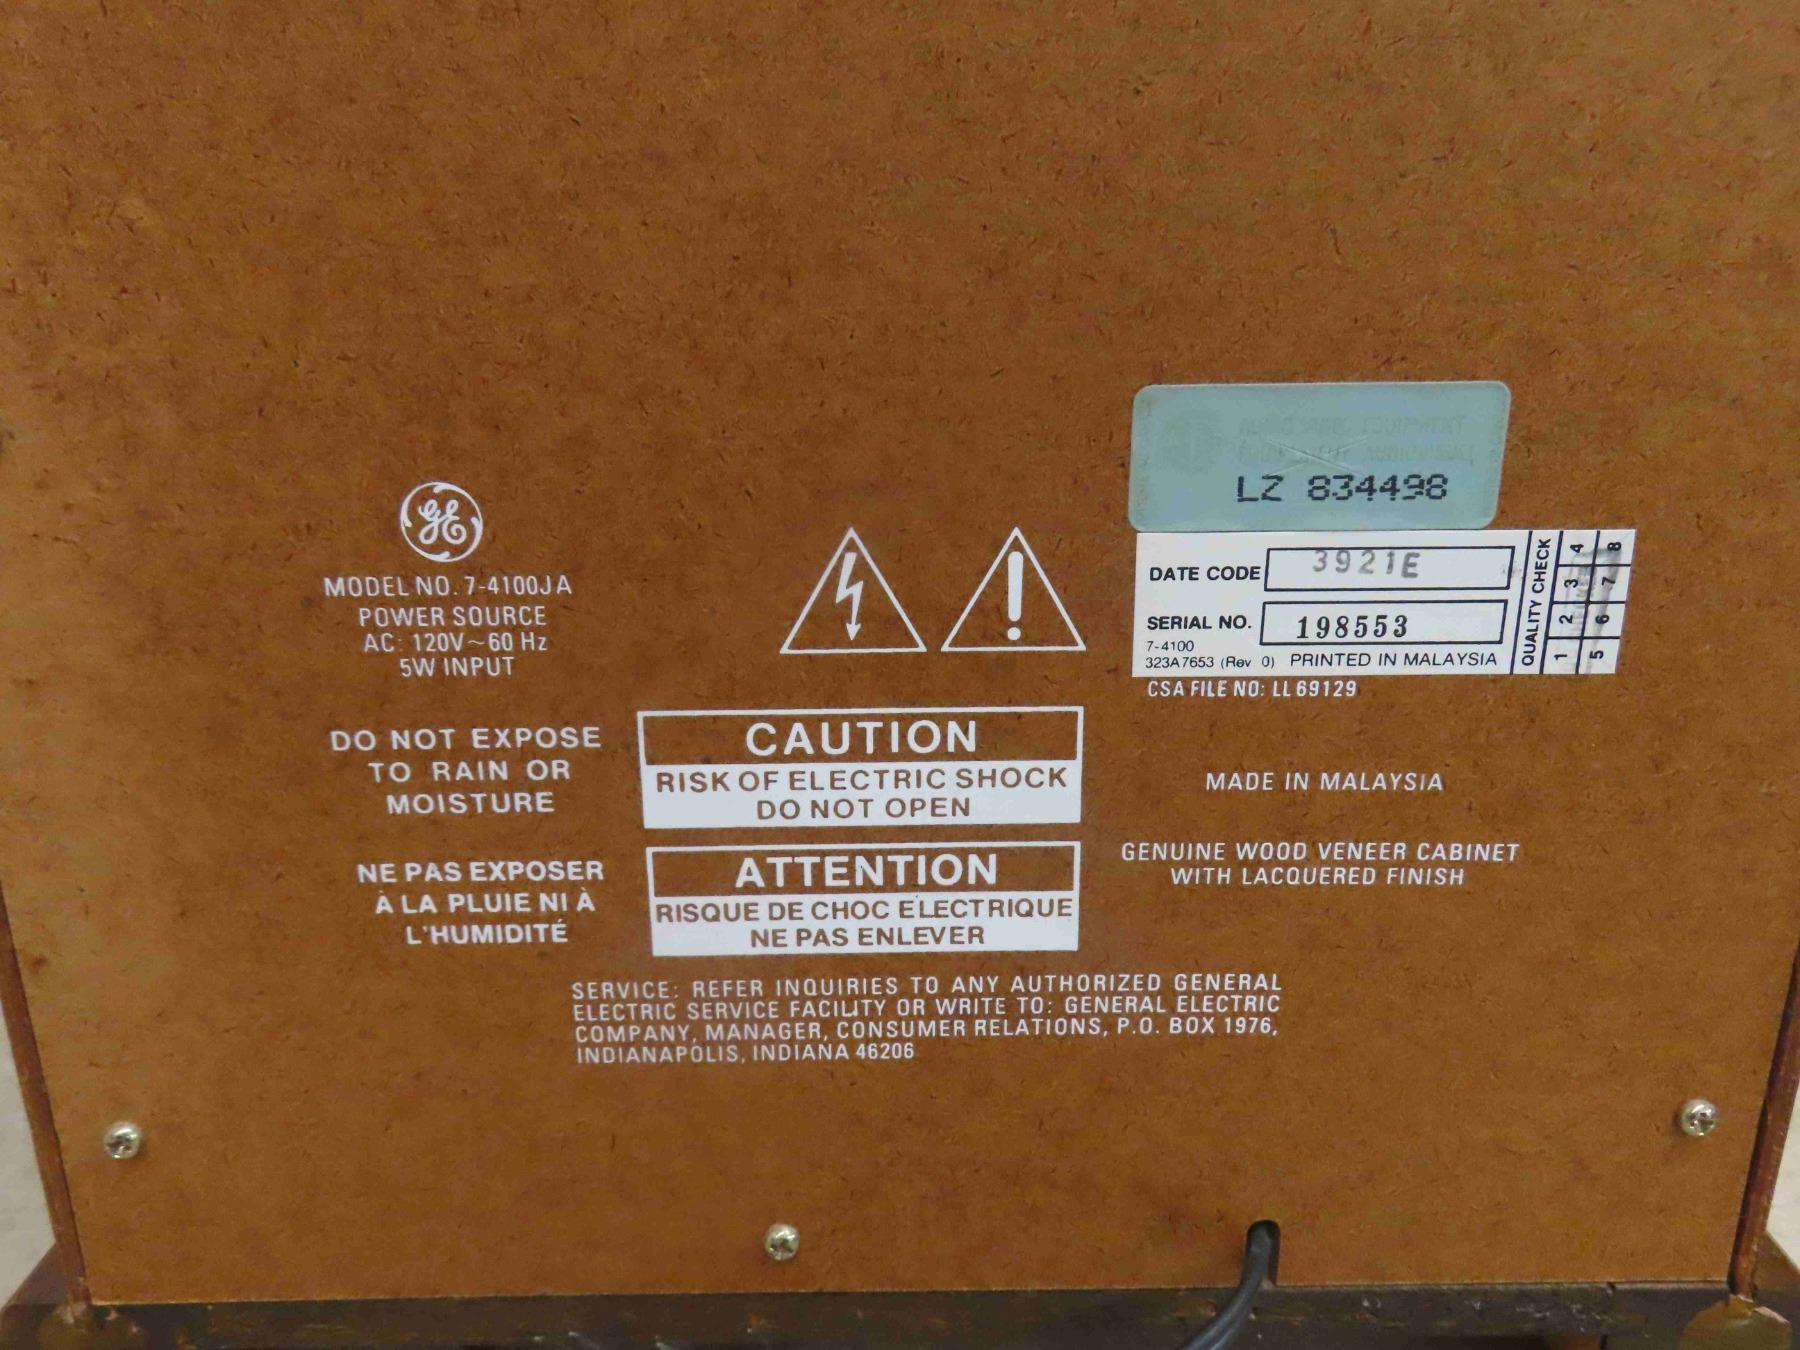 GE
MODEL NO. 7-4100JA
POWER SOURCE
AC: 120V~60 Hz
5W INPUT
DO NOT EXPOSE
TO RAIN OR
MOISTURE
NE PAS EXPOSER
À LA PLUIE NI À
L'HUMIDITÉ
CAUTION
RISK OF ELECTRIC SHOCK
DO NOT OPEN
ATTENTION
RISQUE DE CHOC ELECTRIQUE
NE PAS ENLEVER
LZ 834498
DATE CODE 3921E
SERIAL NO. 198553
7-4100
323A7653 (Rev 0) PRINTED IN MALAYSIA
QUALITY CHECK
1 2 3 4
5 6 7 8
CSA FILE NO: LL69129
MADE IN MALAYSIA
GENUINE WOOD VENEER CABINET
WITH LACQUERED FINISH
SERVICE: REFER INQUIRIES TO ANY AUTHORIZED GENERAL
ELECTRIC SERVICE FACILITY OR WRITE TO: GENERAL ELECTRIC
COMPANY, MANAGER, CONSUMER RELATIONS, P.O. BOX 1976,
INDIANAPOLIS, INDIANA 46206